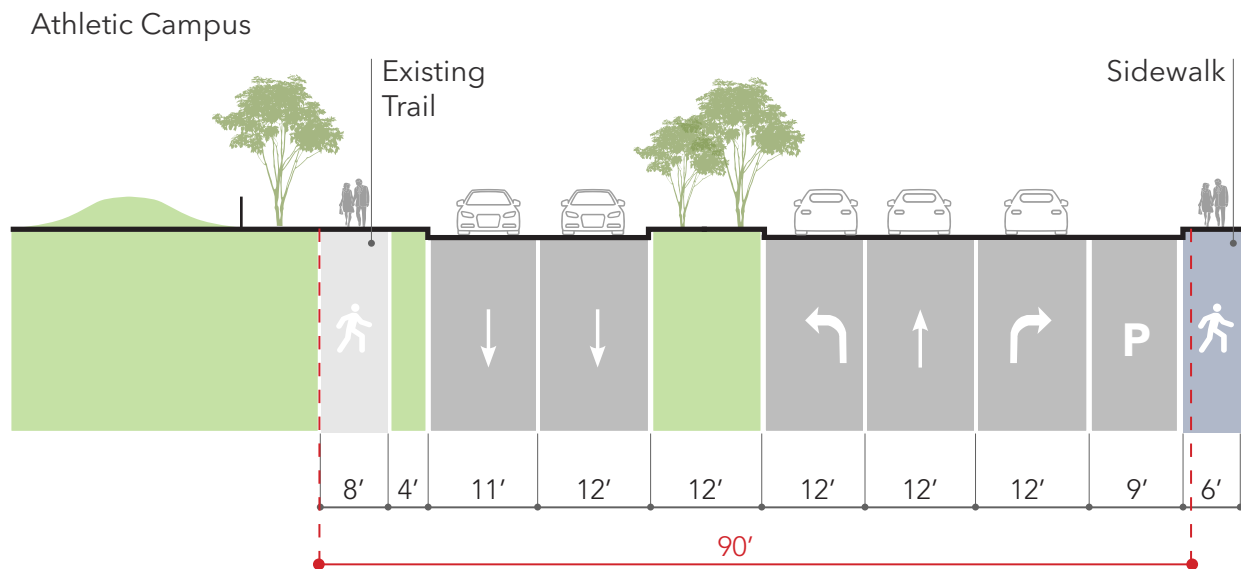 Athletic Campus
Existing
Trail
Sidewalk
P
8’ 4’ 11’ 12’ 12’ 12’ 12’ 12’ 9’ 6’
90’